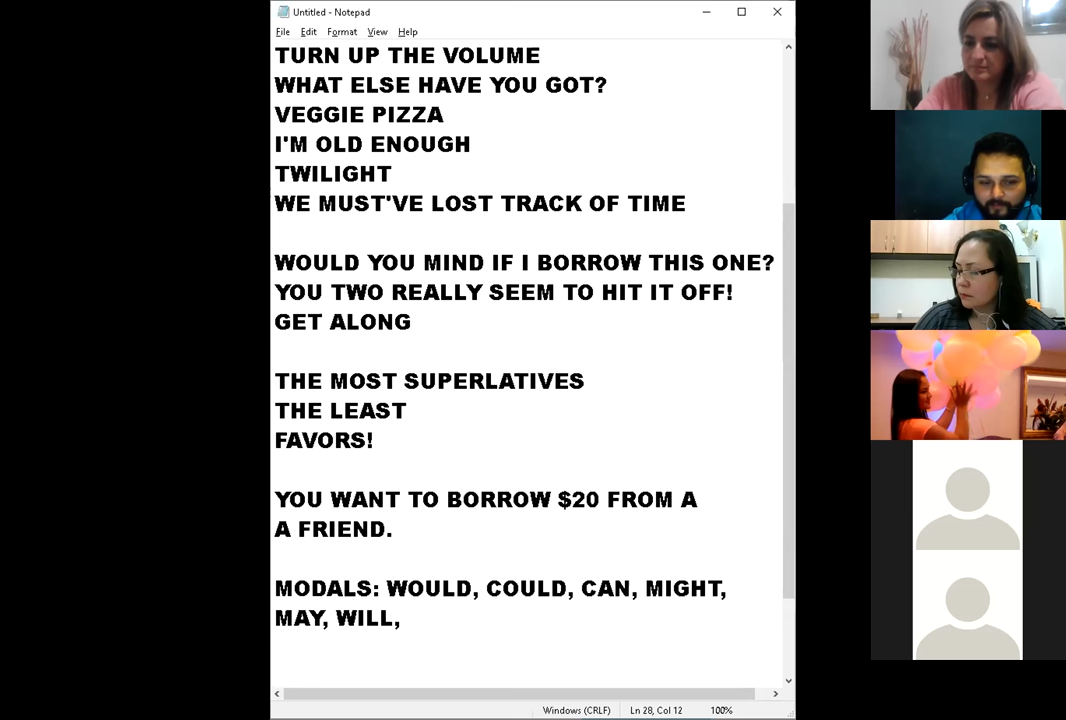 Untitled - Notepad
File Edit Format View Help
TURN UP THE VOLUME
WHAT ELSE HAVE YOU GOT?
VEGGIE PIZZA
I'M OLD ENOUGH
TWILIGHT
WE MUST'VE LOST TRACK OF TIME
WOULD YOU MIND IF I BORROW THIS ONE?
YOU TWO REALLY SEEM TO HIT IT OFF!
GET ALONG
THE MOST SUPERLATIVES
THE LEAST
FAVORS!
YOU WANT TO BORROW $20 FROM A
A FRIEND.
MODALS: WOULD, COULD, CAN, MIGHT,
MAY, WILL,
Windows (CRLF) Ln 28, Col 12 100%